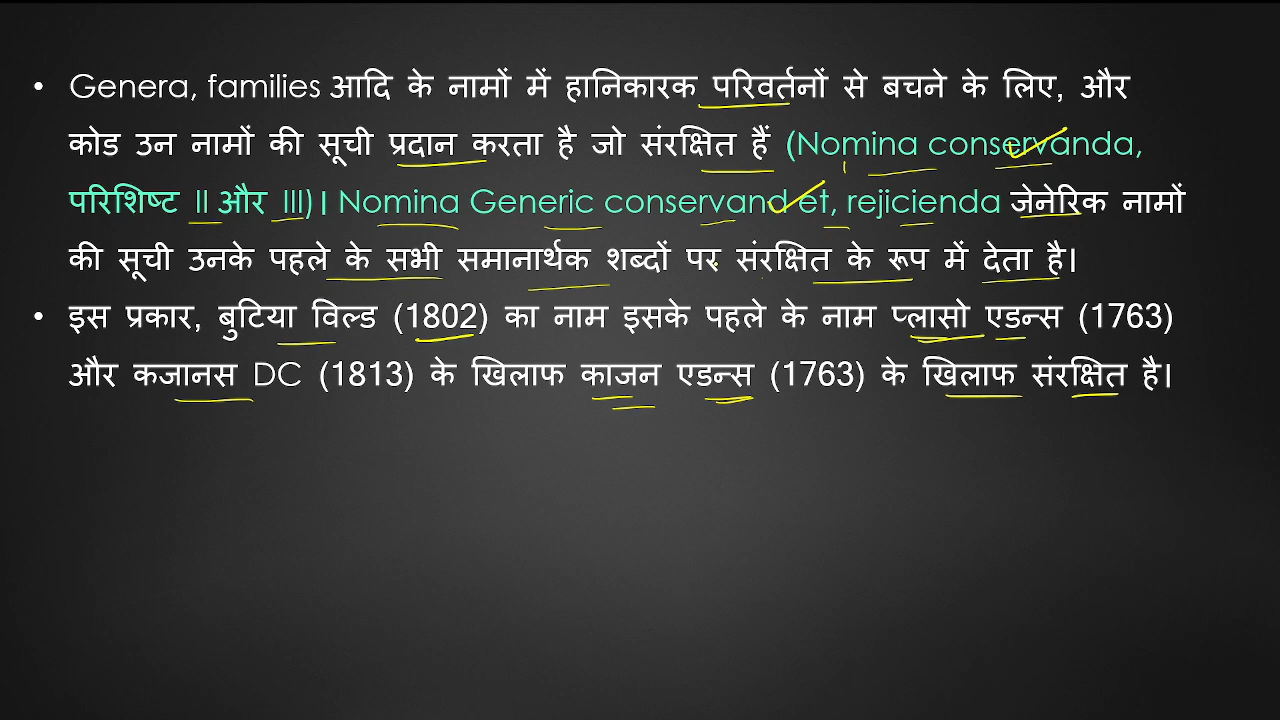 • Genera, families आदि के नामों में हानिकारक परिवर्तनों से बचने के लिए, और
कोड उन नामों की सूची प्रदान करता है जो संरक्षित हैं (Nomina conservanda,
परिशिष्ट II और III)। Nomina Generic conservand et, rejicienda जेनेरिक नामों
की सूची उनके पहले के सभी समानार्थक शब्दों पर संरक्षित के रूप में देता है।
• इस प्रकार, बुटिया विल्ड (1802) का नाम इसके पहले के नाम प्लासो एडन्स (1763)
और कजानस DC (1813) के खिलाफ काजन एडन्स (1763) के खिलाफ संरक्षित है।